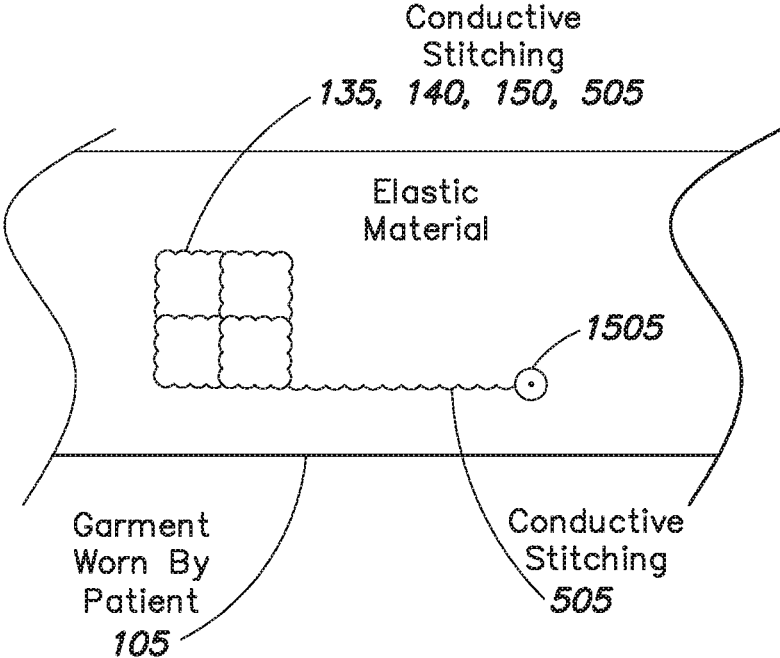 Conductive
Stitching
135, 140, 150, 505
Elastic
Material
1505
Garment
Worn By
Patient
105
Conductive
Stitching
505